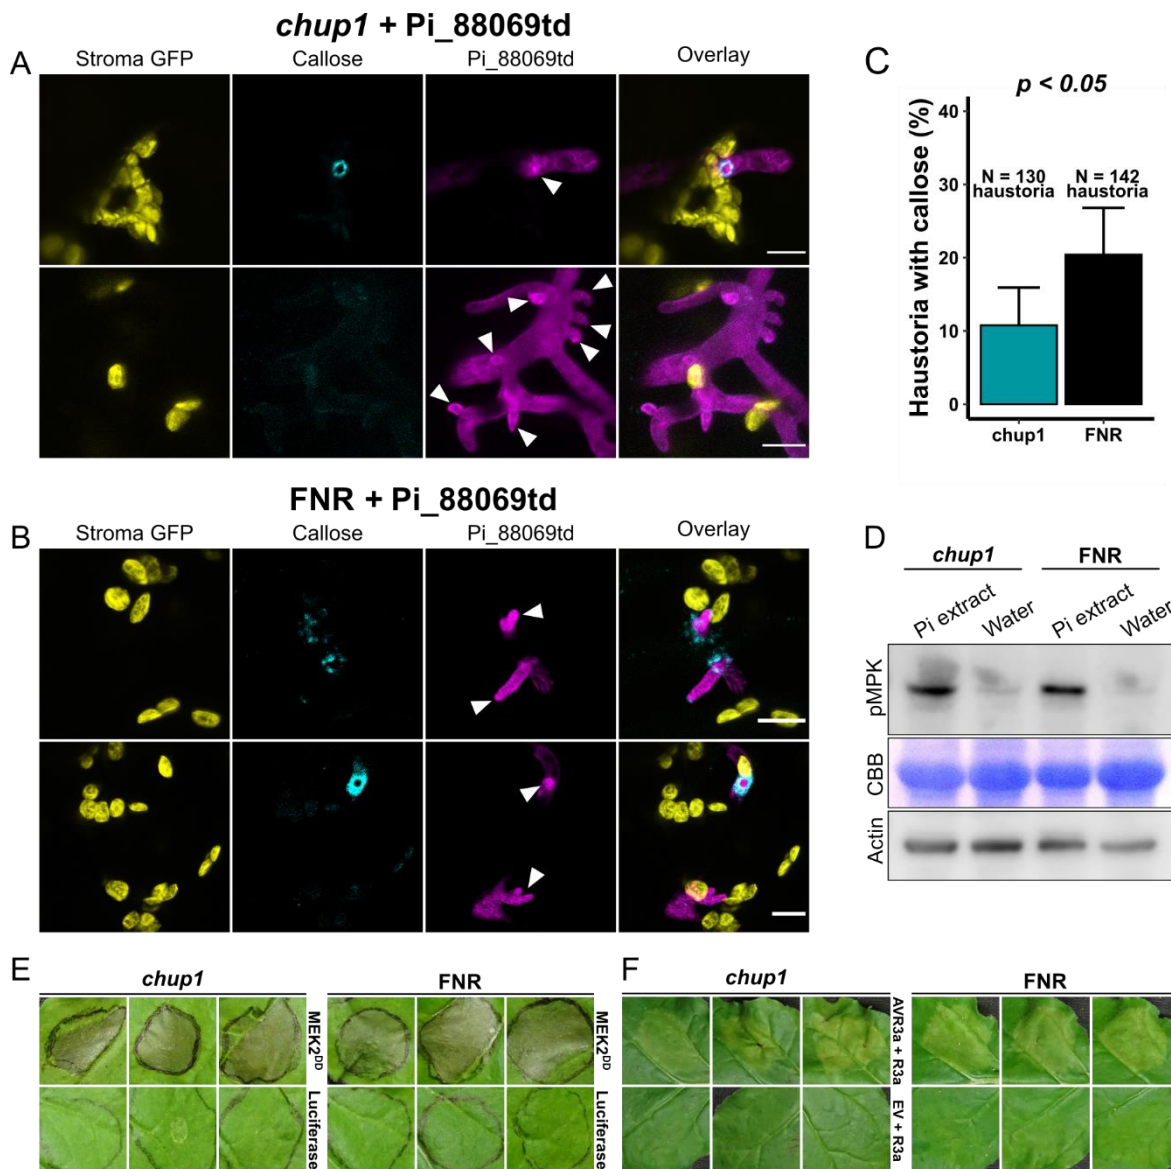 chup1 + Pi_88069td
A
Stroma GFP
Callose
Pi_88069td
Overlay
FNR + Pi_88069td
B
Stroma GFP
Callose
Pi_88069td
Overlay
C
p < 0.05
Haustoria with callose (%)
40
30
20
10
0
N = 130
haustoria
N = 142
haustoria
chup1
FNR
D
chup1
FNR
Pi extract
Water
Pi extract
Water
pMPK
CBB
Actin
E
chup1
FNR
MEK2DD
Luciferase
MEK2DD
Luciferase
F
chup1
FNR
AVR3a + R3a
EV + R3a